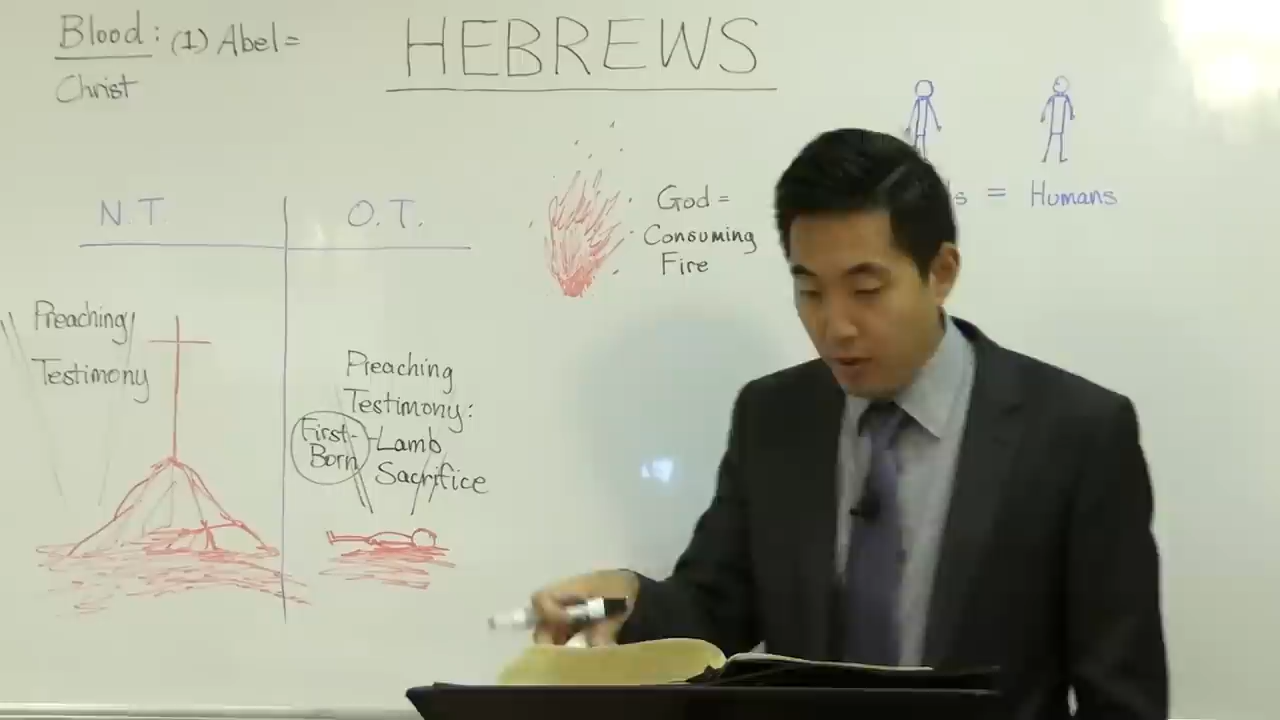 Blood: (1) Abel =
Christ
HEBREWS
N.T.
O.T.
Preaching
Testimony
Preaching
Testimony:
First-Born
Lamb
Sacrifice
God =
Consuming
Fire
= Humans